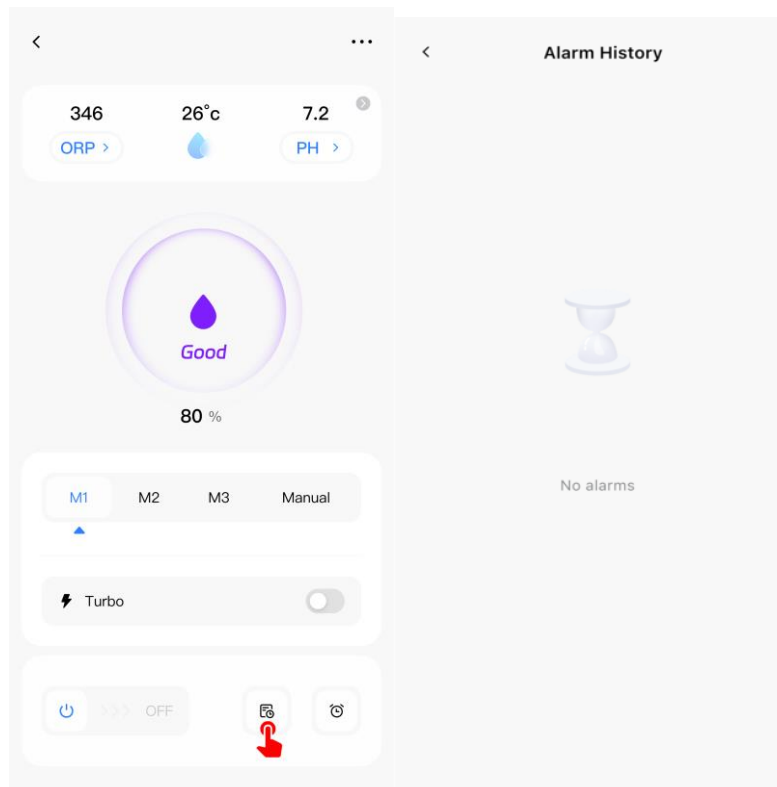 346 26°c 7.2
ORP > PH >
Good
80 %
M1 M2 M3 Manual
Turbo
>>> OFF
Alarm History
No alarms